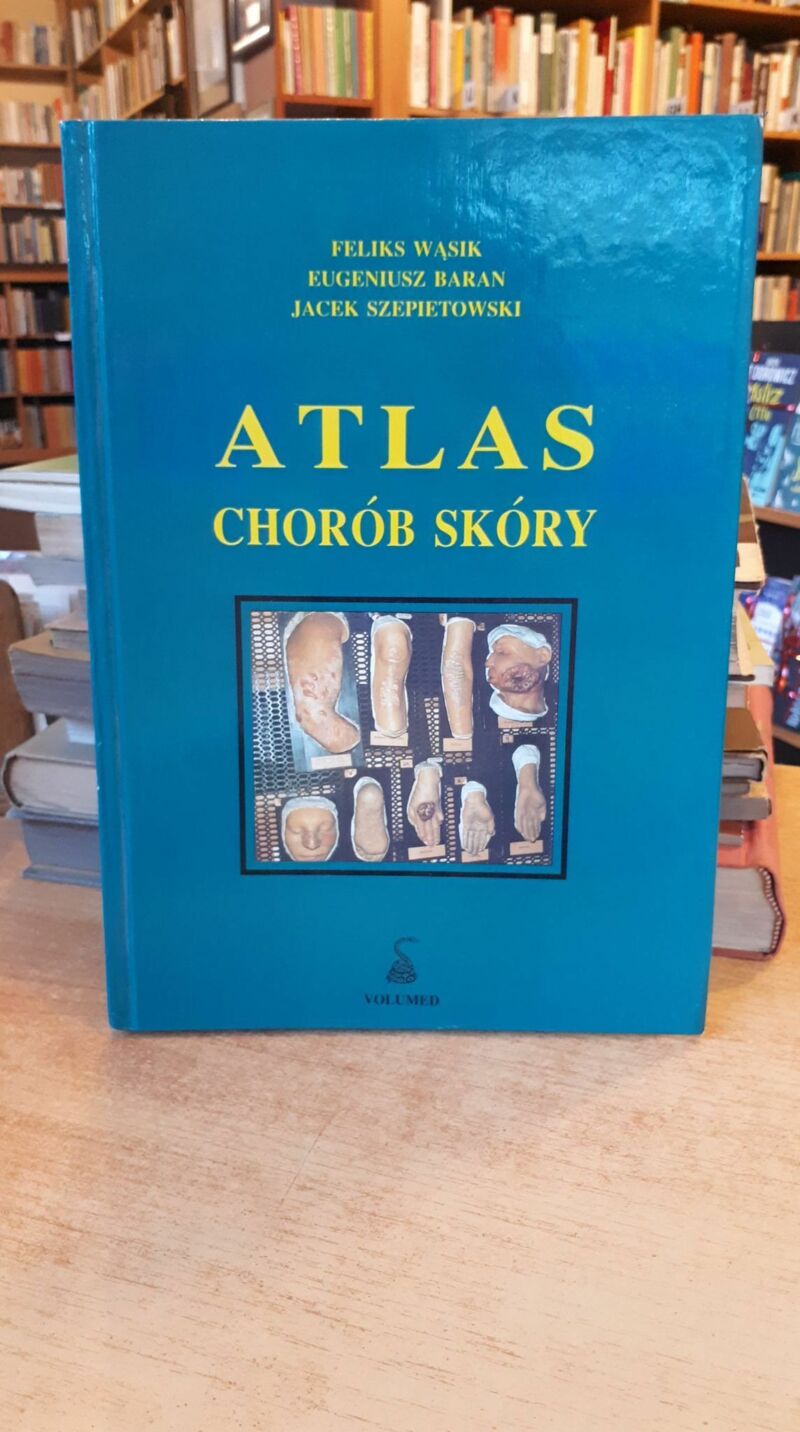 FELIKS WĄSIK
EUGENIUSZ BARAN
JACEK SZEPIETOWSKI
ATLAS
CHORÓB SKÓRY
VOLUMED